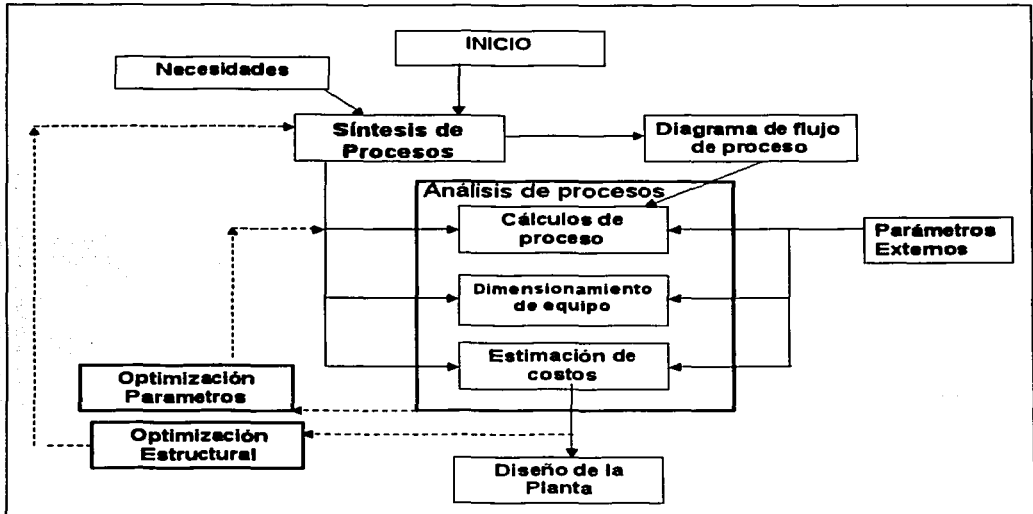 INICIO
Necesidades
Síntesis de
Procesos
Diagrama de flujo
de proceso
Análisis de procesos
Cálculos de
proceso
Parámetros
Externos
Dimensionamiento
de equipo
Estimación de
costos
Optimización
Parametros
Optimización
Estructural
Diseño de la
Planta